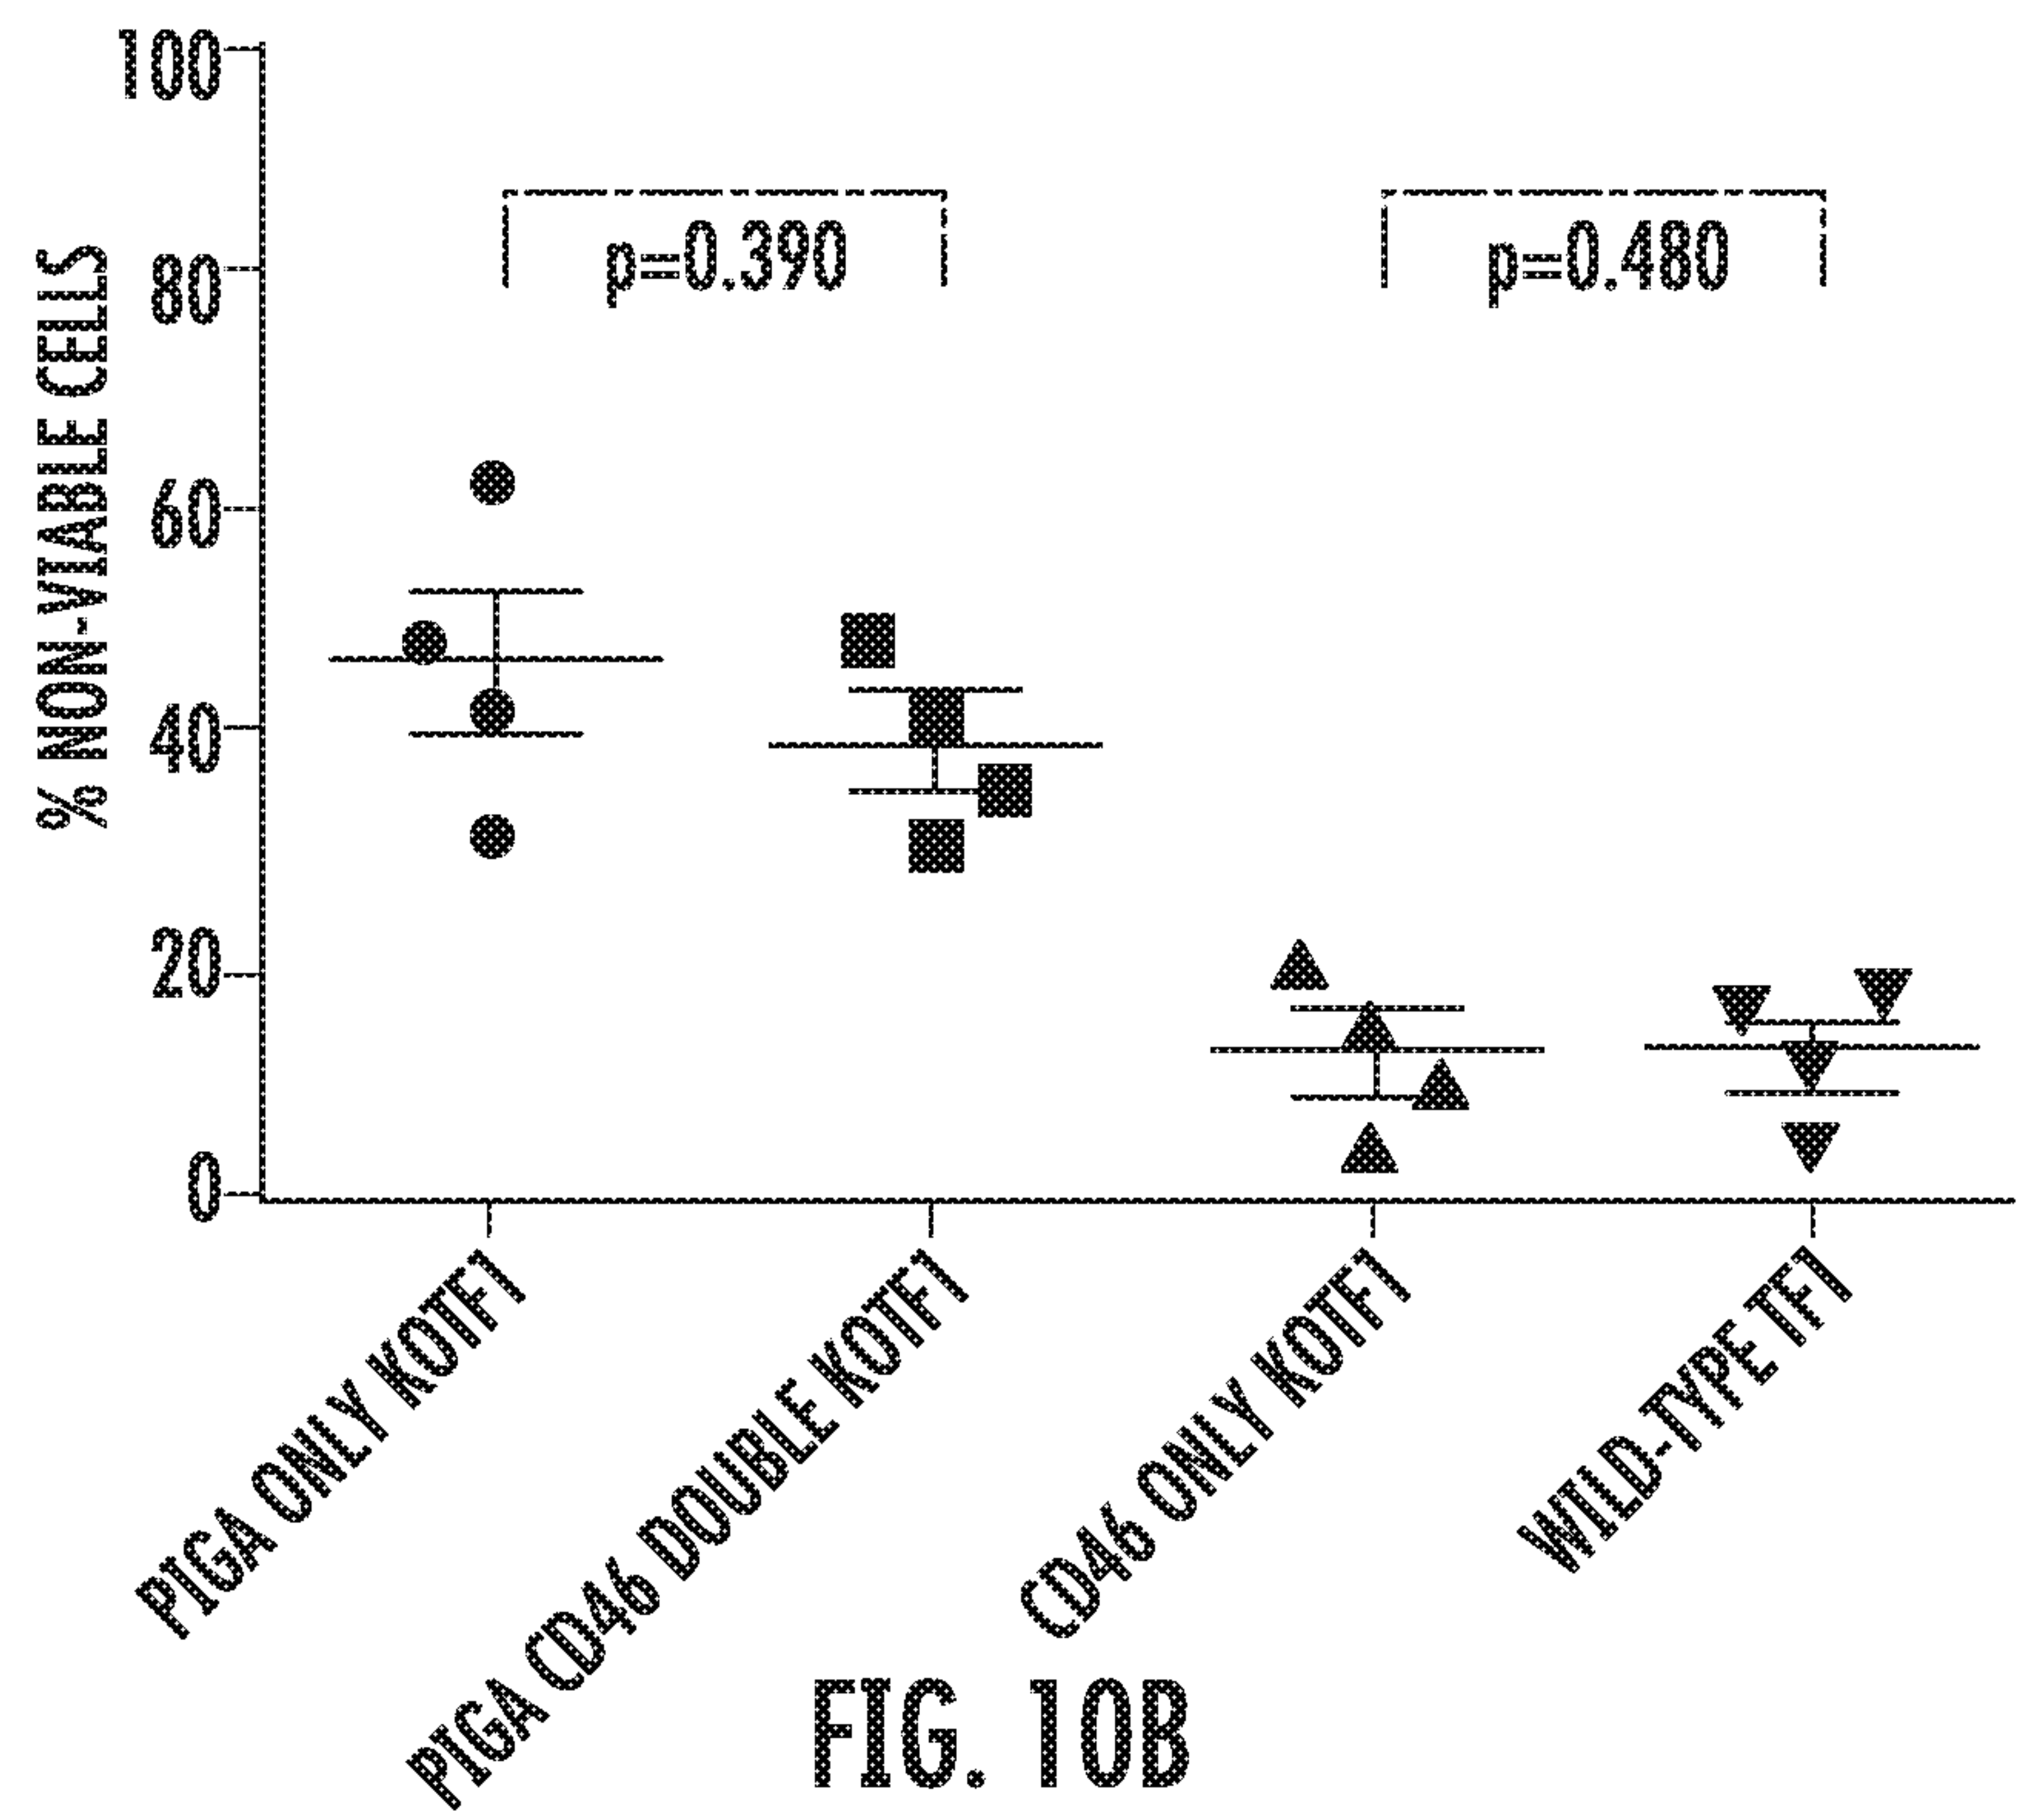 % NON-VIABLE CELLS
100
80
60
40
20
0
p=0.390
p=0.480
PIGA ONLY KOTF1
PIGA CD46 DOUBLE KOTF1
CD46 ONLY KOTF1
WILD-TYPE TF1
FIG. 10B